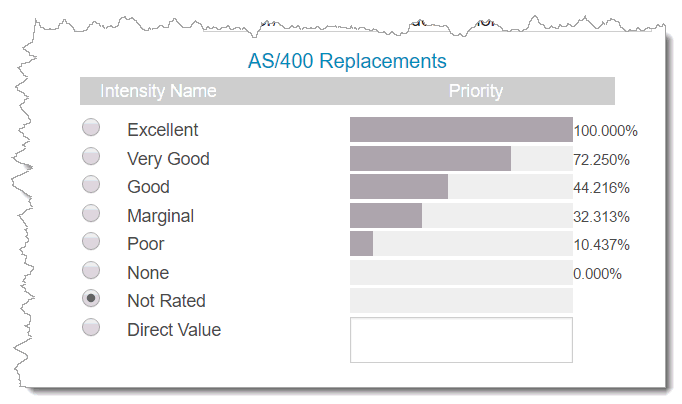 AS/400 Replacements
Intensity Name Priority
Excellent 100.000%
Very Good 72.250%
Good 44.216%
Marginal 32.313%
Poor 10.437%
None 0.000%
Not Rated
Direct Value